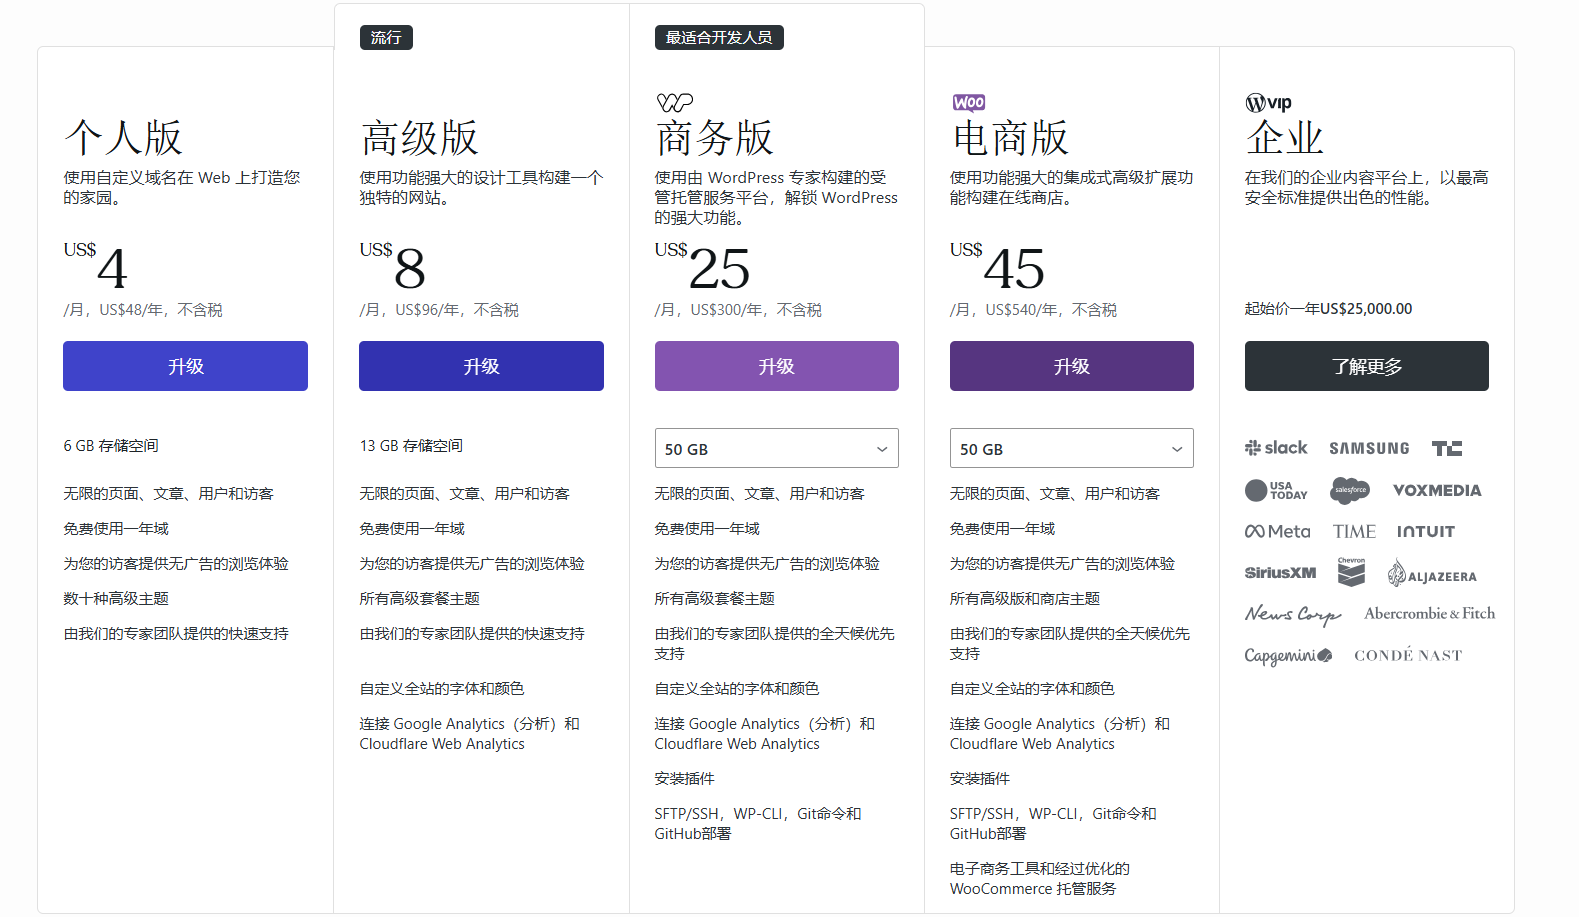 个人版
使用自定义域名在 Web 上打造您
的家园。
US$4
/月，US$48/年，不含税
升级
6 GB 存储空间
无限的页面、文章、用户和访客
免费使用一年域
为您的访客提供无广告的浏览体验
数十种高级主题
由我们的专家团队提供的快速支持
流行
高级版
使用功能强大的设计工具构建一个
独特的网站。
US$8
/月，US$96/年，不含税
升级
13 GB 存储空间
无限的页面、文章、用户和访客
免费使用一年域
为您的访客提供无广告的浏览体验
所有高级套餐主题
由我们的专家团队提供的快速支持
自定义全站的字体和颜色
连接 Google Analytics（分析）和
Cloudflare Web Analytics
最适合开发人员
WP
商务版
使用由 WordPress 专家构建的受
管托管服务平台，解锁 WordPress
的强大功能。
US$25
/月，US$300/年，不含税
升级
50 GB
无限的页面、文章、用户和访客
免费使用一年域
为您的访客提供无广告的浏览体验
所有高级套餐主题
由我们的专家团队提供的全天候优先
支持
自定义全站的字体和颜色
连接 Google Analytics（分析）和
Cloudflare Web Analytics
安装插件
SFTP/SSH，WP-CLI，Git命令和
GitHub部署
WOO
电商版
使用功能强大的集成式高级扩展功
能构建在线商店。
US$45
/月，US$540/年，不含税
升级
50 GB
无限的页面、文章、用户和访客
免费使用一年域
为您的访客提供无广告的浏览体验
所有高级版和商店主题
由我们的专家团队提供的全天候优先
支持
自定义全站的字体和颜色
连接 Google Analytics（分析）和
Cloudflare Web Analytics
安装插件
SFTP/SSH，WP-CLI，Git命令和
GitHub部署
电子商务工具和经过优化的
WooCommerce 托管服务
W vip
企业
在我们的企业内容平台上，以最高
安全标准提供出色的性能。
起始价一年US$25,000.00
了解更多
slack SAMSUNG TC
USA TODAY salesforce VOXMEDIA
Meta TIME INTUIT
SiriusXM Chevron ALJAZEERA
News Corp Abercrombie & Fitch
Capgemini CONDÉ NAST